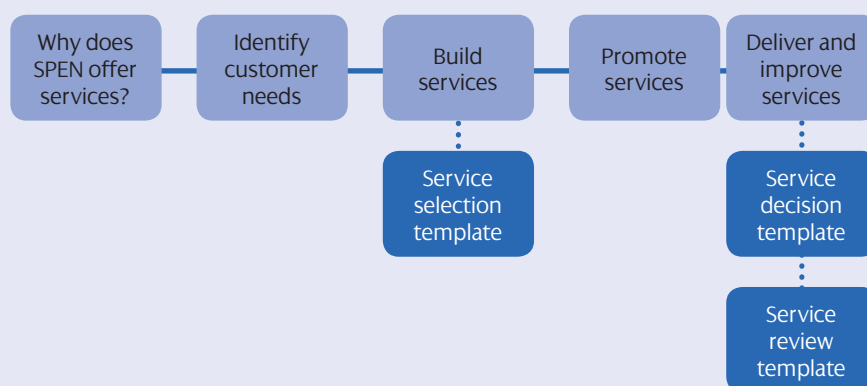 Why does
SPEN offer
services?
Identify
customer
needs
Build
services
Promote
services
Deliver and
improve
services
Service
selection
template
Service
decision
template
Service
review
template